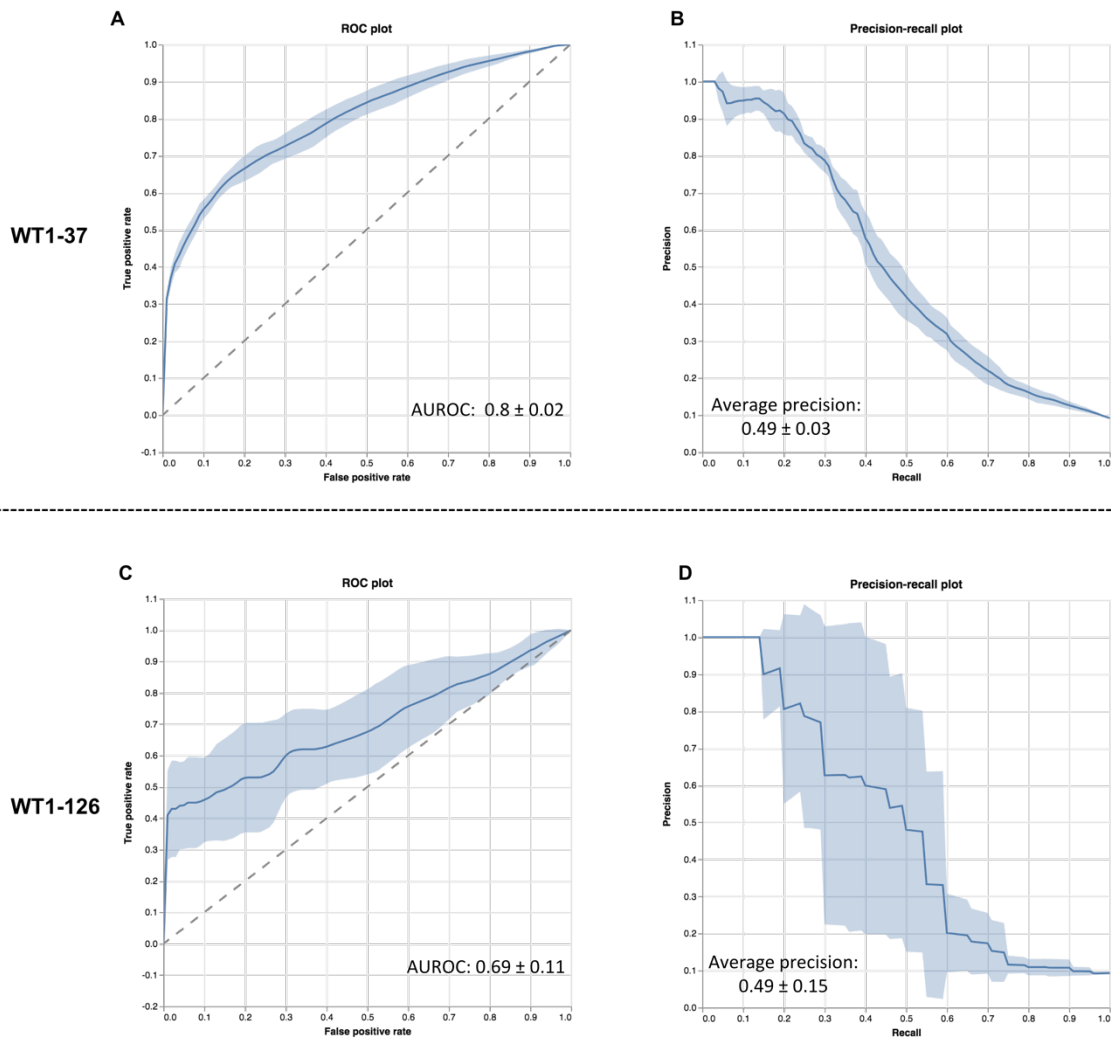 A
ROC plot
1.0
0.9
0.8
0.7
0.6
0.5
0.4
0.3
0.2
0.1
0.0
-0.1
True positive rate
0.0 0.1 0.2 0.3 0.4 0.5 0.6 0.7 0.8 0.9 1.0
False positive rate
AUROC: 0.8 ± 0.02
WT1-37
B
Precision-recall plot
1.1
1.0
0.9
0.8
0.7
0.6
0.5
0.4
0.3
0.2
0.1
0.0
Precision
0.0 0.1 0.2 0.3 0.4 0.5 0.6 0.7 0.8 0.9 1.0
Recall
Average precision:
0.49 ± 0.03
C
ROC plot
1.1
1.0
0.9
0.8
0.7
0.6
0.5
0.4
0.3
0.2
0.1
0.0
-0.1
-0.2
True positive rate
0.0 0.1 0.2 0.3 0.4 0.5 0.6 0.7 0.8 0.9 1.0
False positive rate
AUROC: 0.69 ± 0.11
WT1-126
D
Precision-recall plot
1.1
1.0
0.9
0.8
0.7
0.6
0.5
0.4
0.3
0.2
0.1
0.0
Precision
0.0 0.1 0.2 0.3 0.4 0.5 0.6 0.7 0.8 0.9 1.0
Recall
Average precision:
0.49 ± 0.15